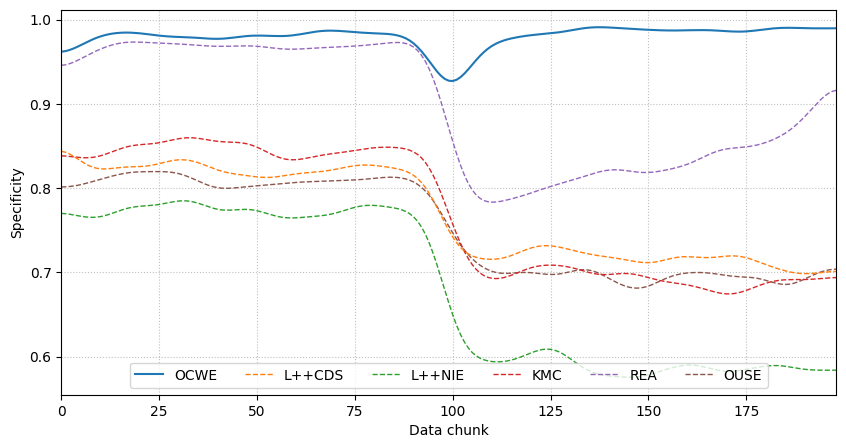 1.0
0.9
0.8
0.7
0.6
Specificity
OCWE L++CDS L++NIE KMC REA OUSE
0 25 50 75 100 125 150 175
Data chunk